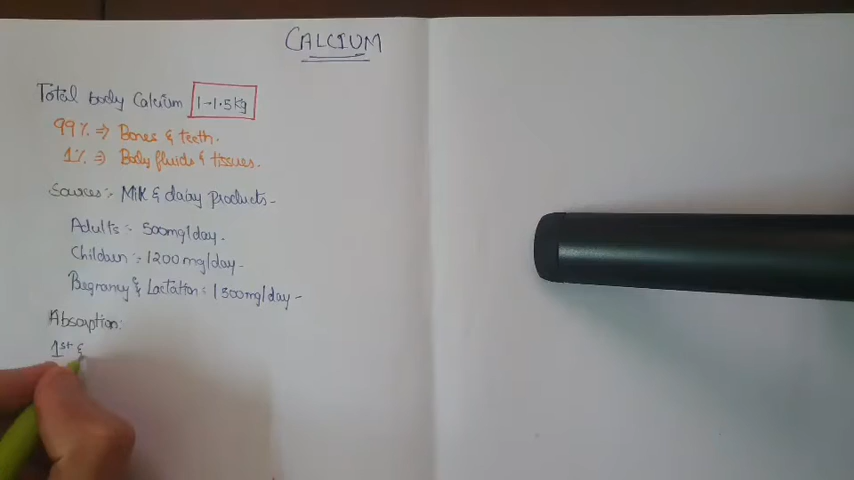 CALCIUM
Total body Calcium 1-1.5kg
99% ⇒ Bones & teeth.
1% ⇒ Body fluids & tissues.
Sources:- Milk & dairy products-
Adults:- 500mg/day.
Children:- 1200mg/day-
Pregnancy & Lactation:- 1500mg/day-
Absorption:
1st &